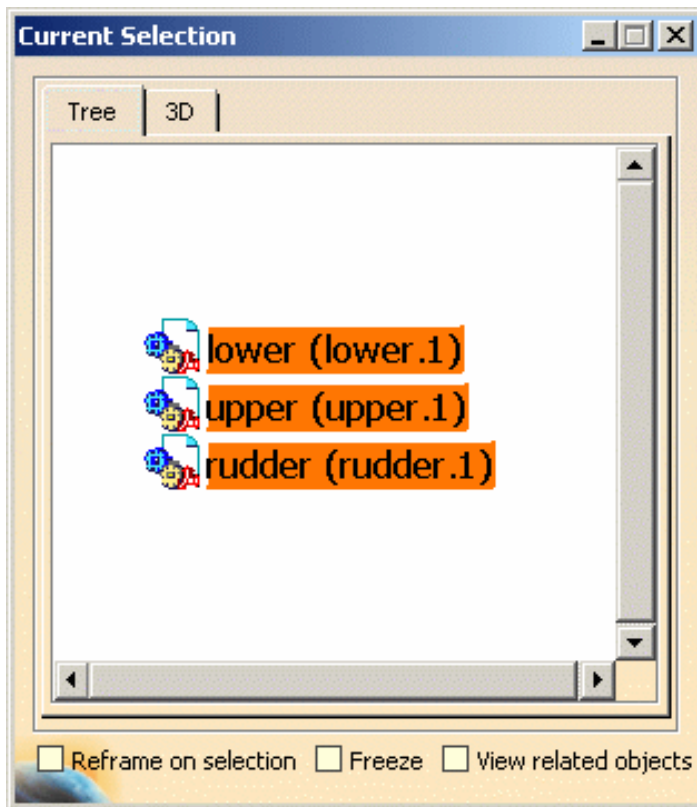 Current Selection
Tree 3D
lower (lower.1)
upper (upper.1)
rudder (rudder.1)
Reframe on selection Freeze View related objects